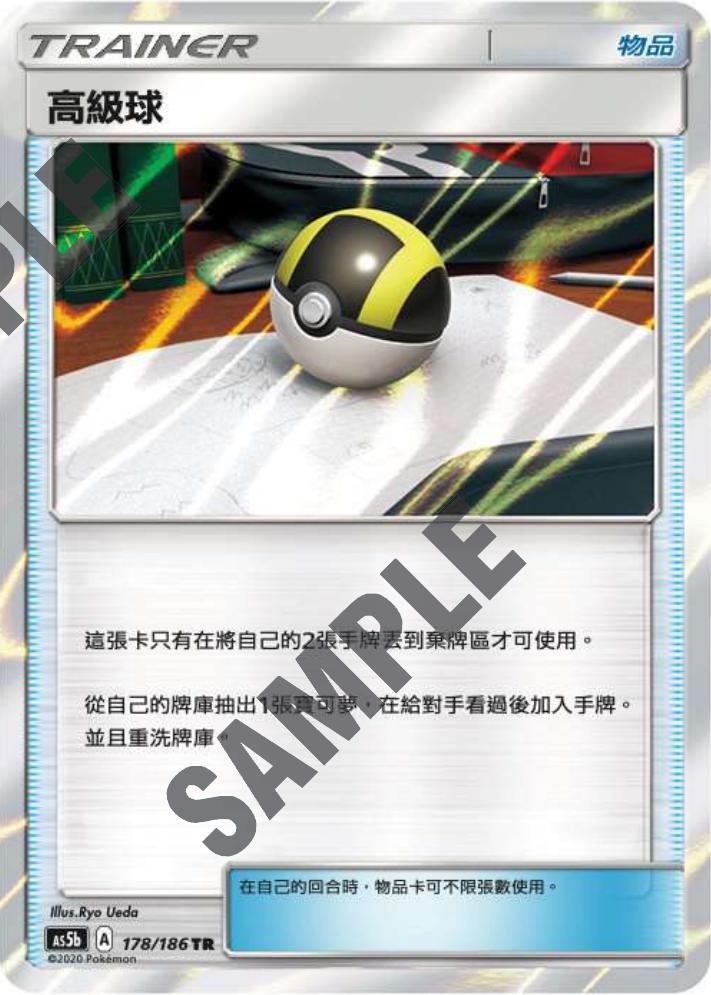 TRAINER
物品
高級球
PLE
這張卡只有在將自己的2張手牌丟到棄牌區才可使用。
從自己的牌庫抽出1張寶可夢，在給對手看過後加入手牌。
並且重洗牌庫。
SAMPLE
在自己的回合時，物品卡可不限張數使用。
Illus.Ryo Ueda
AS5b A 178/186 TR
©2020 Pokémon